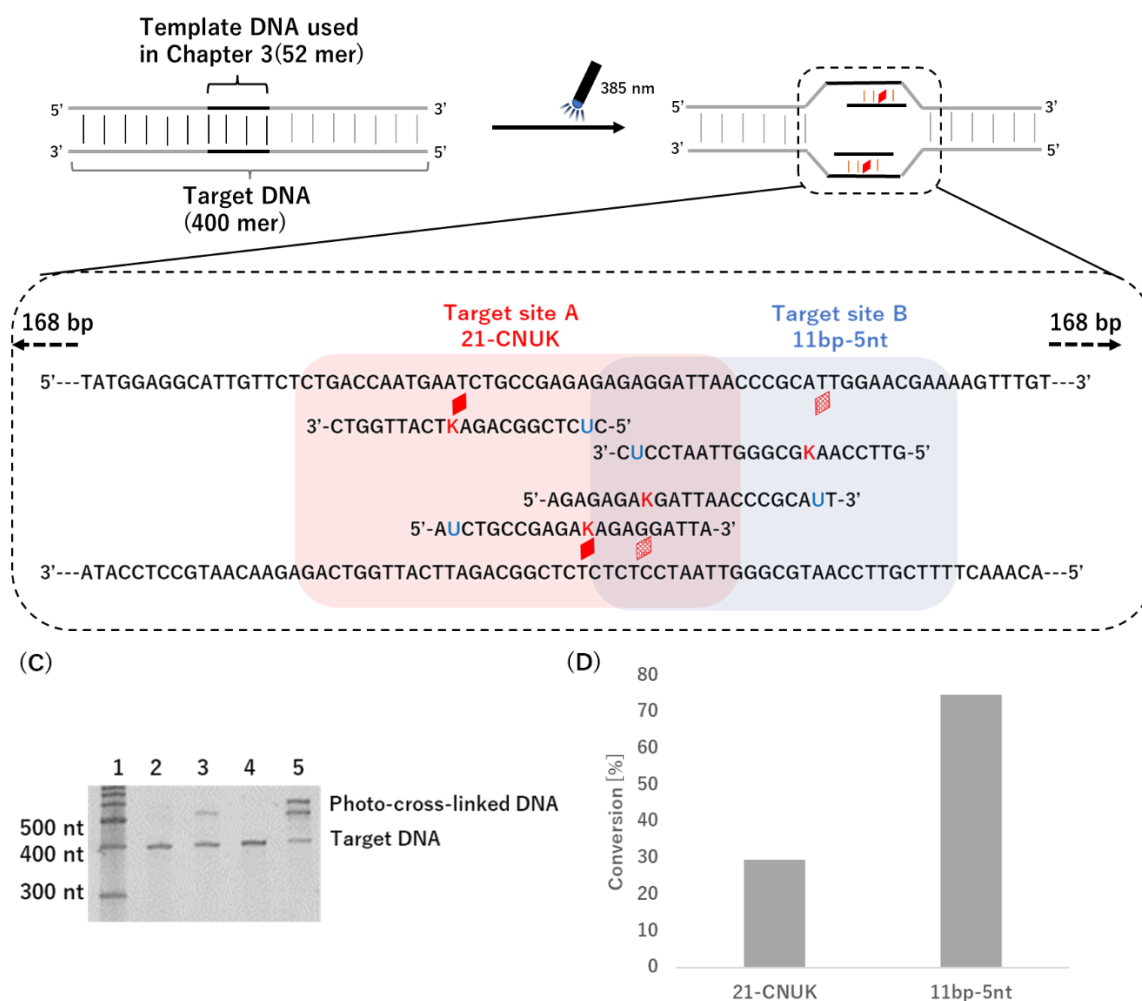 Template DNA used
in Chapter 3(52 mer)
385 nm
5’ 3’
3’ 5’
Target DNA
(400 mer)
5’ 3’
3’ 5’
Target site A
21-CNUK
Target site B
11bp-5nt
168 bp
168 bp
5’---TATGGAGGCATTGTTCTCTGACCAATGAATCTGCCGAGAGAGAGGATTAACCCGCATTGGAACGAAAAGTTTGT---3’
3’-CTGGTTACTKAGACGGCTCUC-5’
3’-CUCCTAATTGGGCGKAACCTTG-5’
5’-AGAGAGAKGATTAACCCGCAUT-3’
5’-AUCTGCCGAGAKAGAGGATTA-3’
3’---ATACCTCCGTAACAAGAGACTGGTTACTTAGACGGCTCTCTCTCCTAATTGGGCGTAACCTTGCTTTTCAAACA---5’
(C)
1 2 3 4 5
Photo-cross-linked DNA
Target DNA
500 nt
400 nt
300 nt
(D)
Conversion [%]
80
70
60
50
40
30
20
10
0
21-CNUK 11bp-5nt